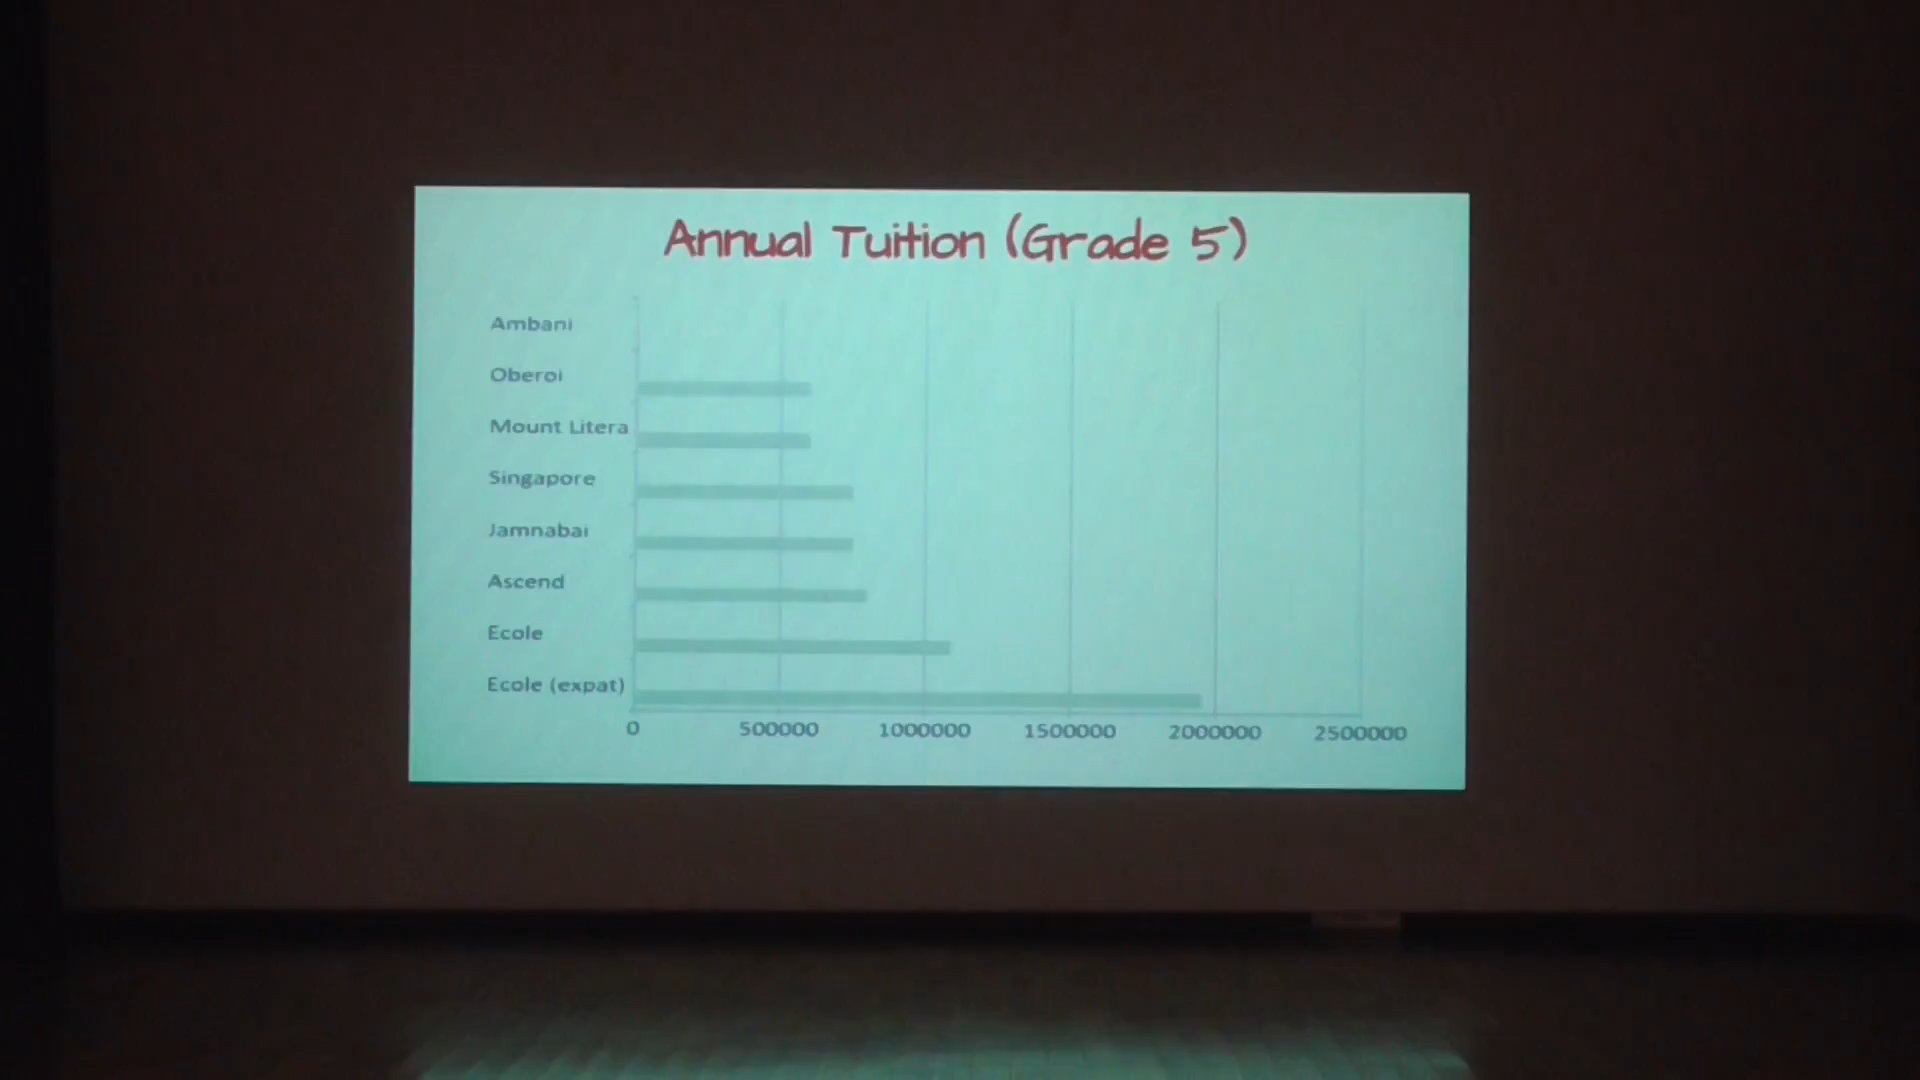 Annual Tuition (Grade 5)
Ambani
Oberoi
Mount Litera
Singapore
Jamnabai
Ascend
Ecole
Ecole (expat)
0 500000 1000000 1500000 2000000 2500000